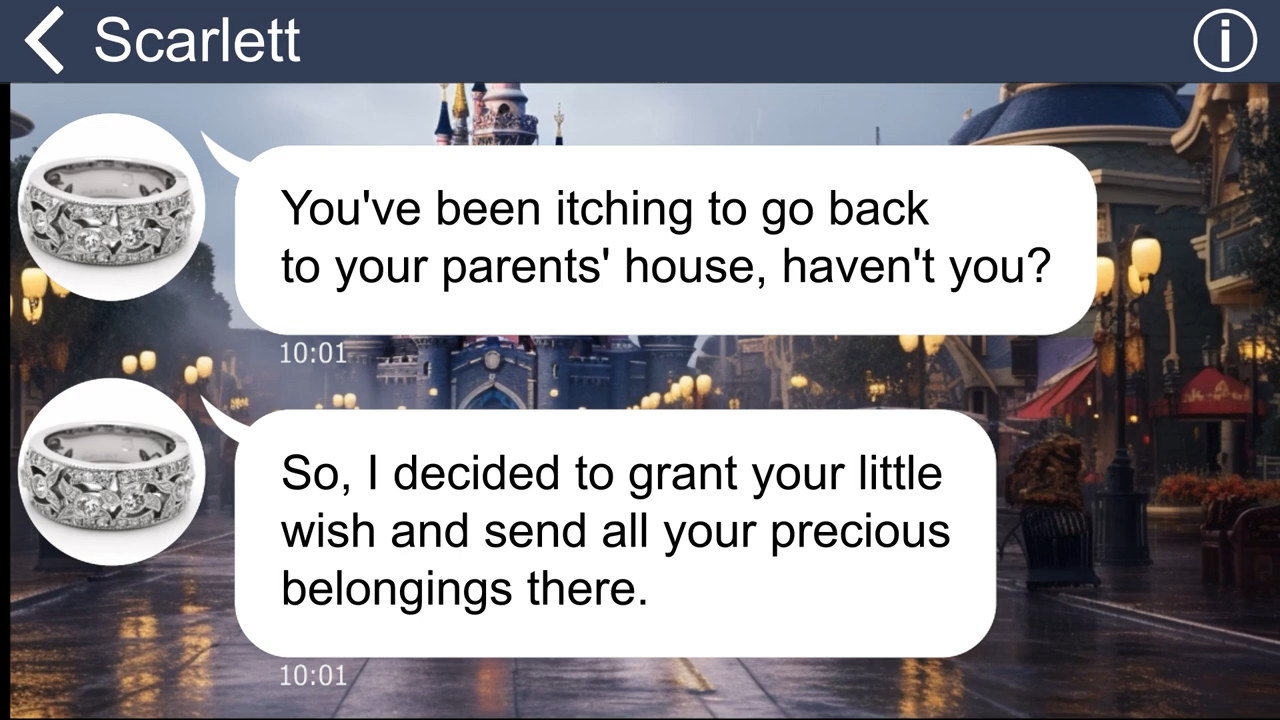 Scarlett
You've been itching to go back
to your parents' house, haven't you?
10:01
So, I decided to grant your little
wish and send all your precious
belongings there.
10:01